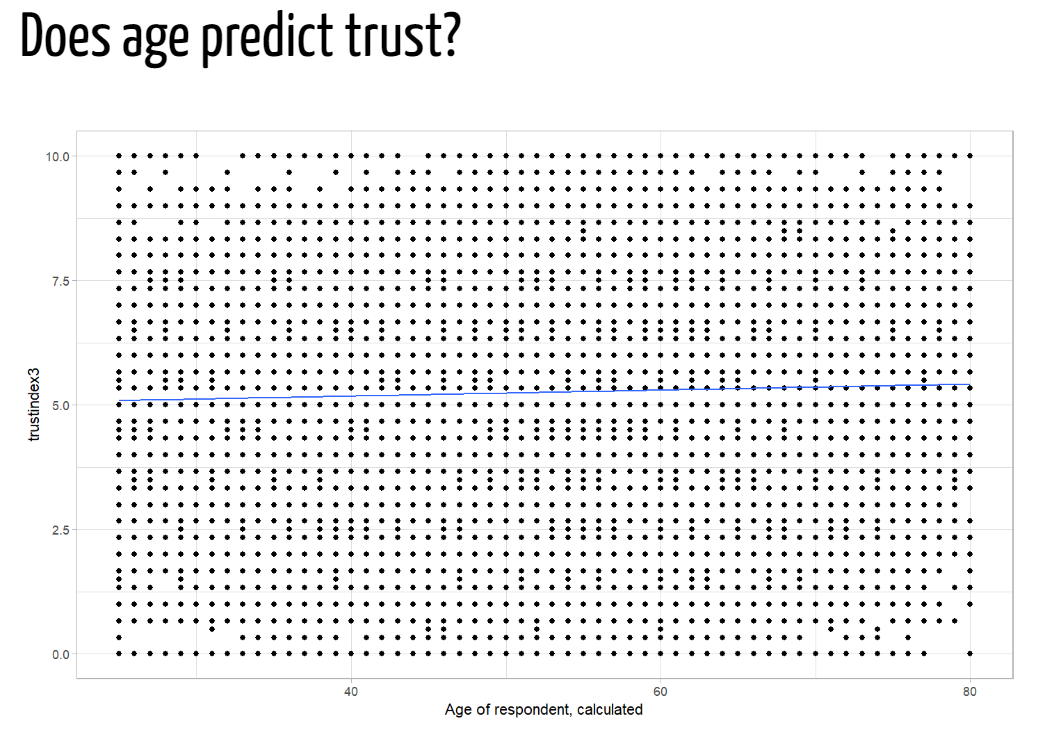 Does age predict trust?
10.0
7.5
5.0
2.5
0.0
trustindex3
40
60
80
Age of respondent, calculated